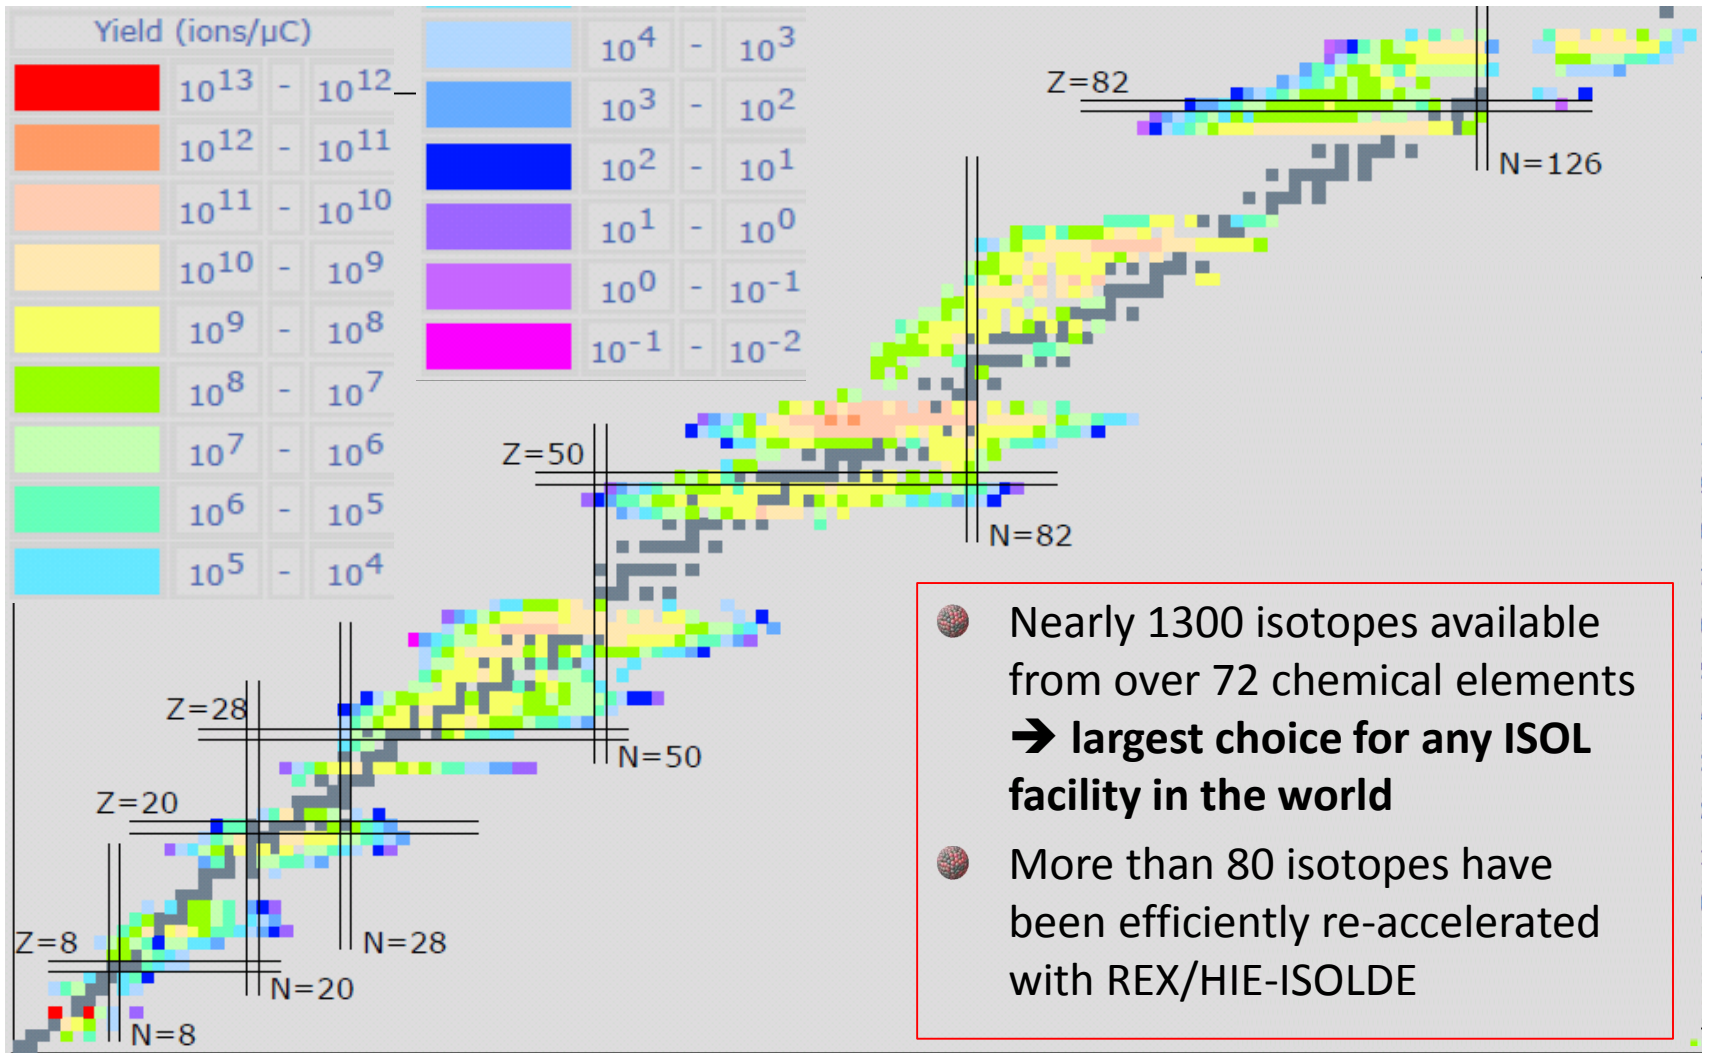 Yield (ions/µC)
10¹³ - 10¹²
10¹² - 10¹¹
10¹¹ - 10¹⁰
10¹⁰ - 10⁹
10⁹ - 10⁸
10⁸ - 10⁷
10⁷ - 10⁶
10⁶ - 10⁵
10⁵ - 10⁴
10⁴ - 10³
10³ - 10²
10² - 10¹
10¹ - 10⁰
10⁰ - 10⁻¹
10⁻¹ - 10⁻²
Z=82
N=126
Z=50
N=82
Z=28
N=50
Z=20
N=28
Z=8
N=20
N=8
Nearly 1300 isotopes available
from over 72 chemical elements
➔ largest choice for any ISOL
facility in the world
More than 80 isotopes have
been efficiently re-accelerated
with REX/HIE-ISOLDE